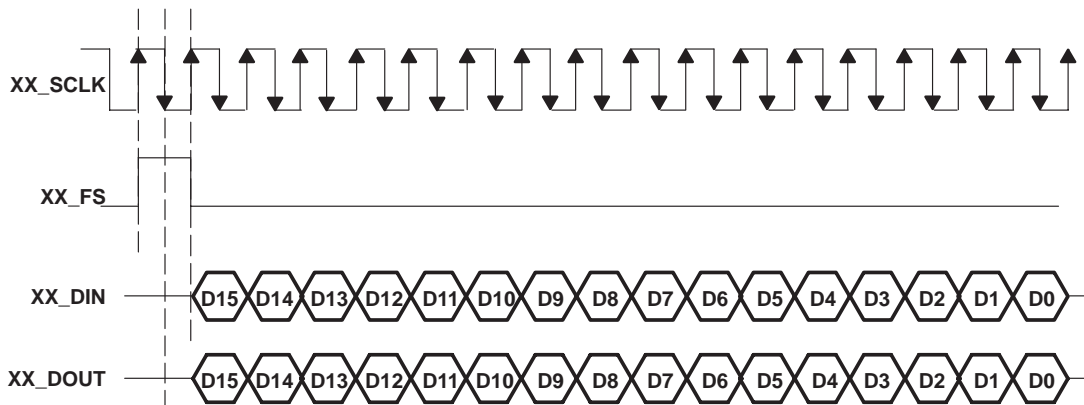 XX_SCLK
XX_FS
XX_DIN D15 D14 D13 D12 D11 D10 D9 D8 D7 D6 D5 D4 D3 D2 D1 D0
XX_DOUT D15 D14 D13 D12 D11 D10 D9 D8 D7 D6 D5 D4 D3 D2 D1 D0